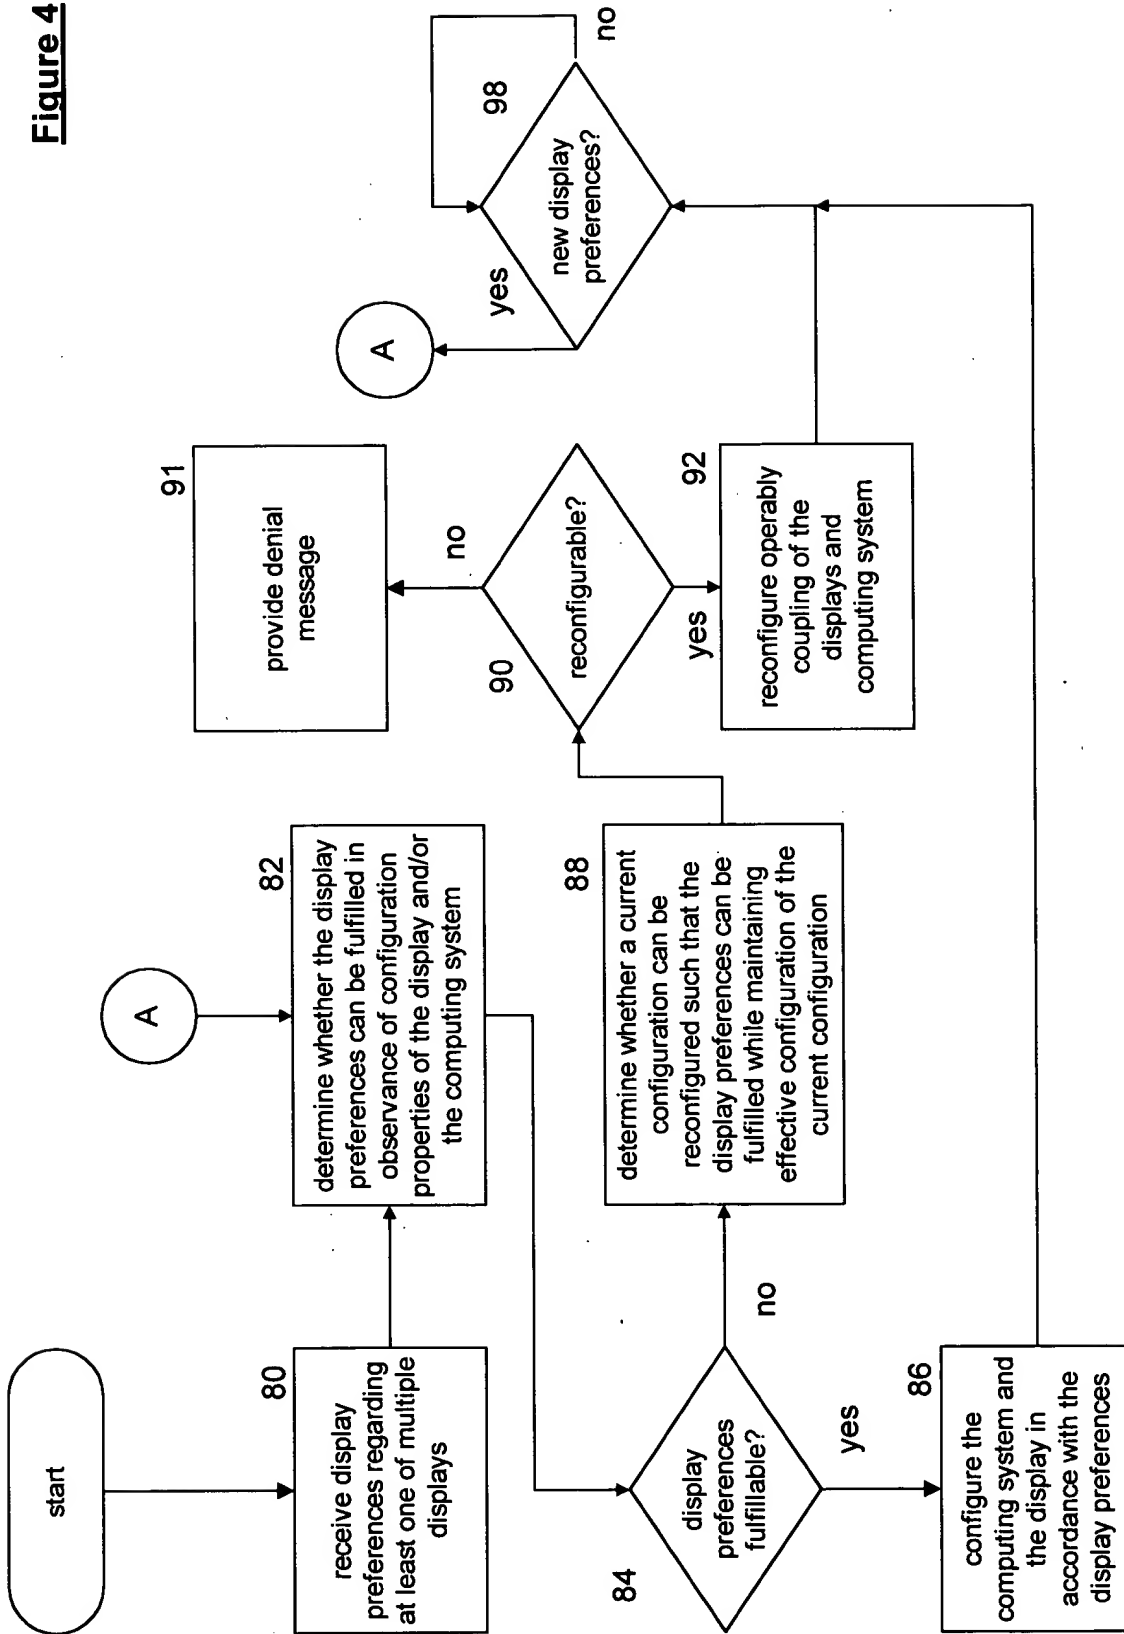 Figure 4
start
80
receive display
preferences regarding
at least one of multiple
displays
A
82
determine whether the display
preferences can be fulfilled in
observance of configuration
properties of the display and/or
the computing system
84
display
preferences
fulfillable?
no
yes
86
configure the
computing system and
the display in
accordance with the
display preferences
88
determine whether a current
configuration can be
reconfigured such that the
display preferences can be
fulfilled while maintaining
effective configuration of the
current configuration
90
reconfigurable?
no
yes
91
provide denial
message
92
reconfigure operably
coupling of the
displays and
computing system
A
yes
98
new display
preferences?
no